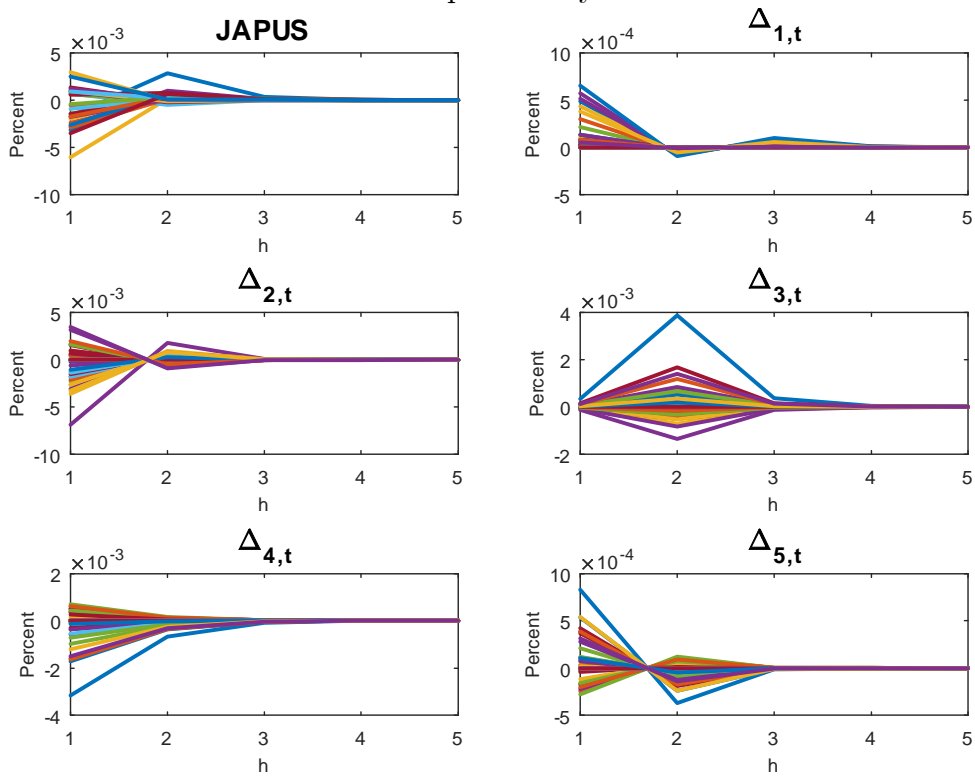 JAPUS
×10⁻³
5
0
-5
-10
Percent
1 2 3 4 5
h
Δ₁,ₜ
×10⁻⁴
10
5
0
-5
Percent
1 2 3 4 5
h
Δ₂,ₜ
×10⁻³
5
0
-5
-10
Percent
1 2 3 4 5
h
Δ₃,ₜ
×10⁻³
4
2
0
-2
Percent
1 2 3 4 5
h
Δ₄,ₜ
×10⁻³
2
0
-2
-4
Percent
1 2 3 4 5
h
Δ₅,ₜ
×10⁻⁴
10
5
0
-5
Percent
1 2 3 4 5
h